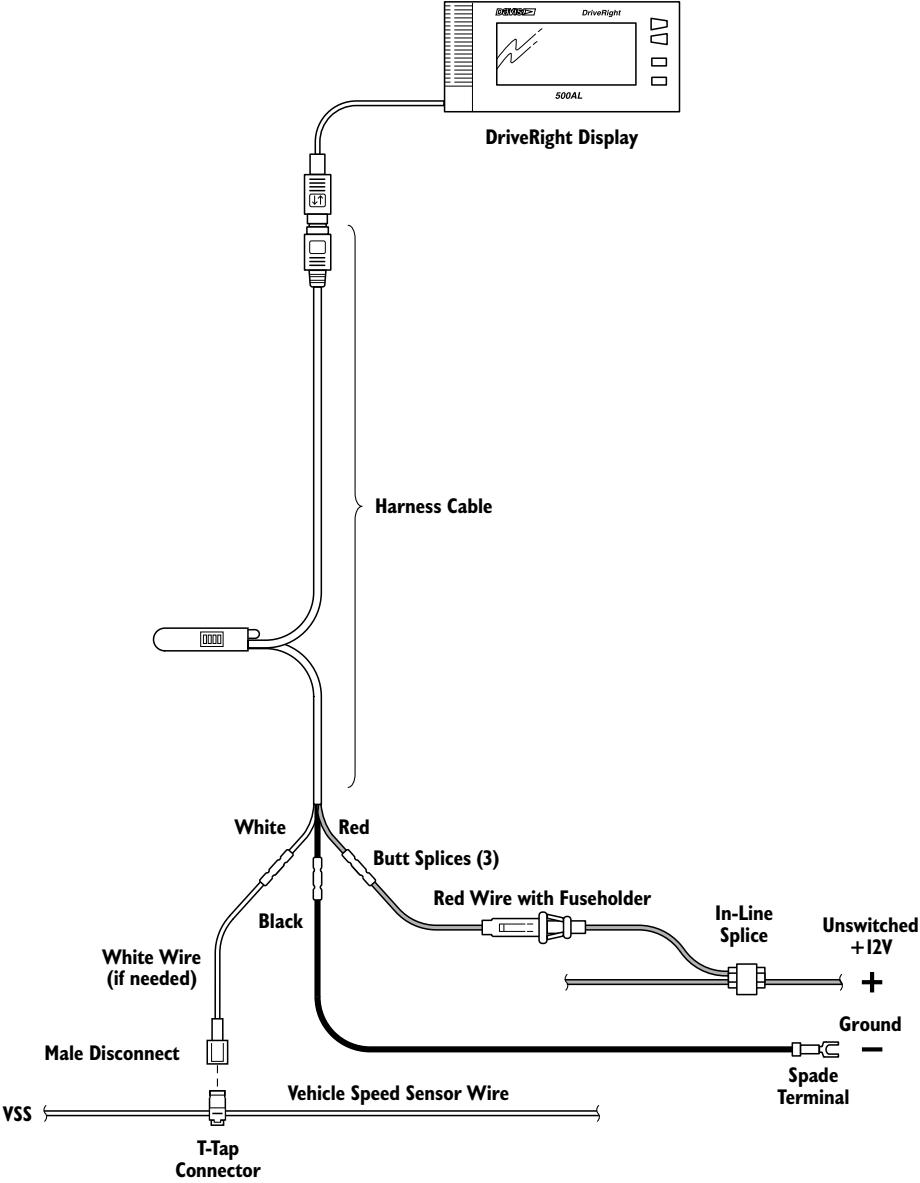 DAVIS DriveRight
500AL
DriveRight Display
Harness Cable
White
Red
Butt Splices (3)
Red Wire with Fuseholder
Black
In-Line
Splice
Unswitched
+12V
+
White Wire
(if needed)
Ground
–
Male Disconnect
Spade
Terminal
Vehicle Speed Sensor Wire
VSS
T-Tap
Connector